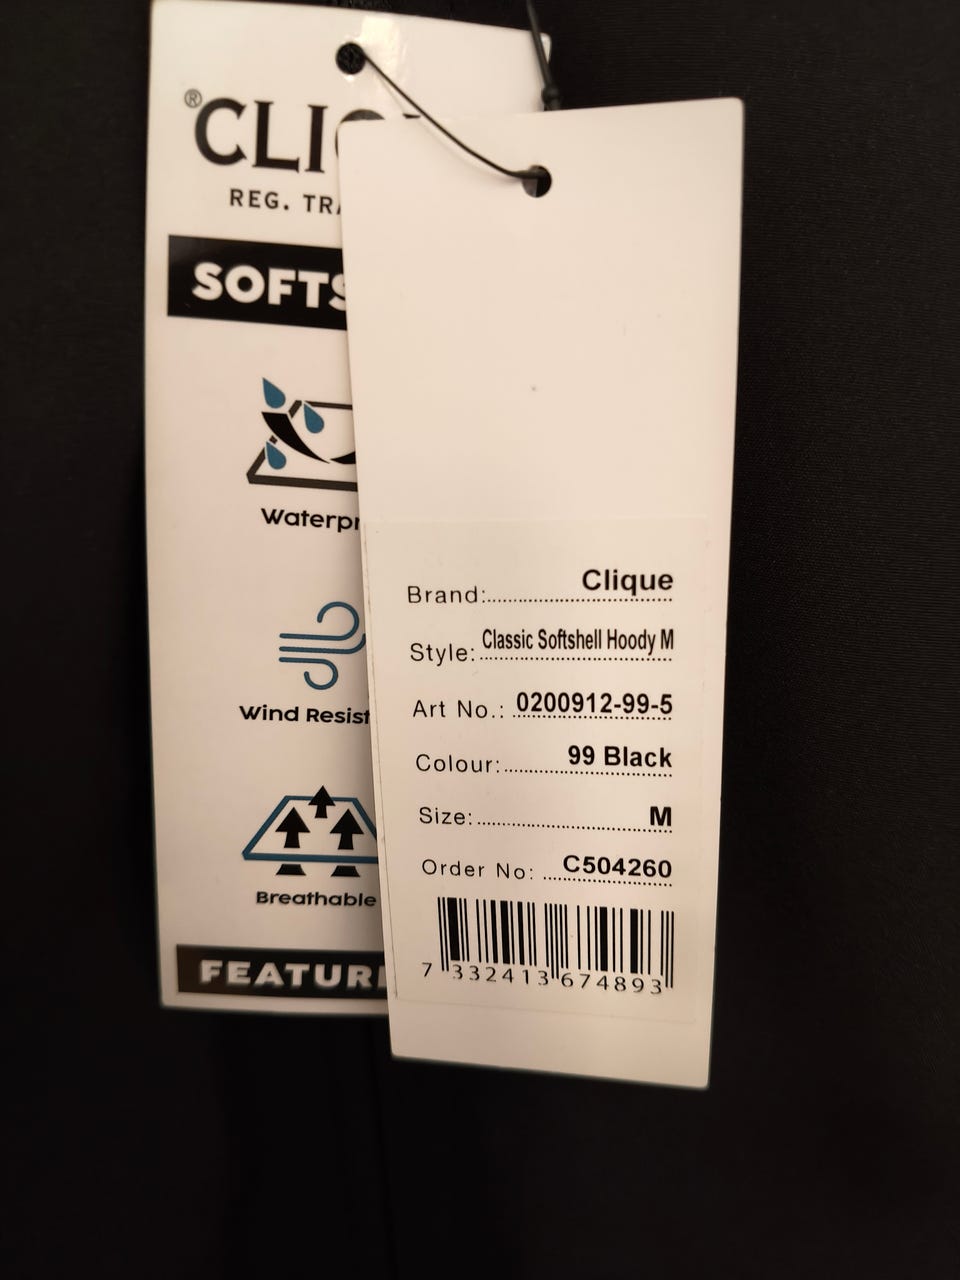 ®CLI
REG. TRA
SOFTS
Waterpr
Wind Resist
Breathable
FEATUR
Brand: Clique
Style: Classic Softshell Hoody M
Art No.: 0200912-99-5
Colour: 99 Black
Size: M
Order No: C504260
7 332413 674893